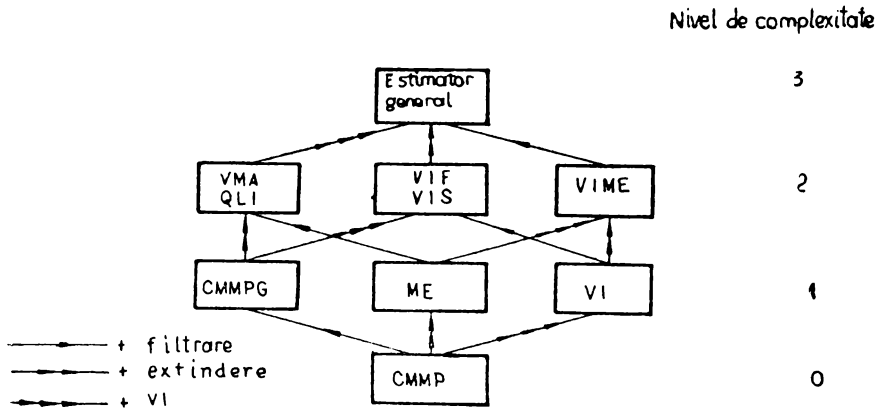 Nivel de complexitate
Estimator
general
3
VMA
QLI
VIF
VIS
VIME
2
CMMPG
ME
VI
1
+ filtrare
+ extindere
+ VI
CMMP
0